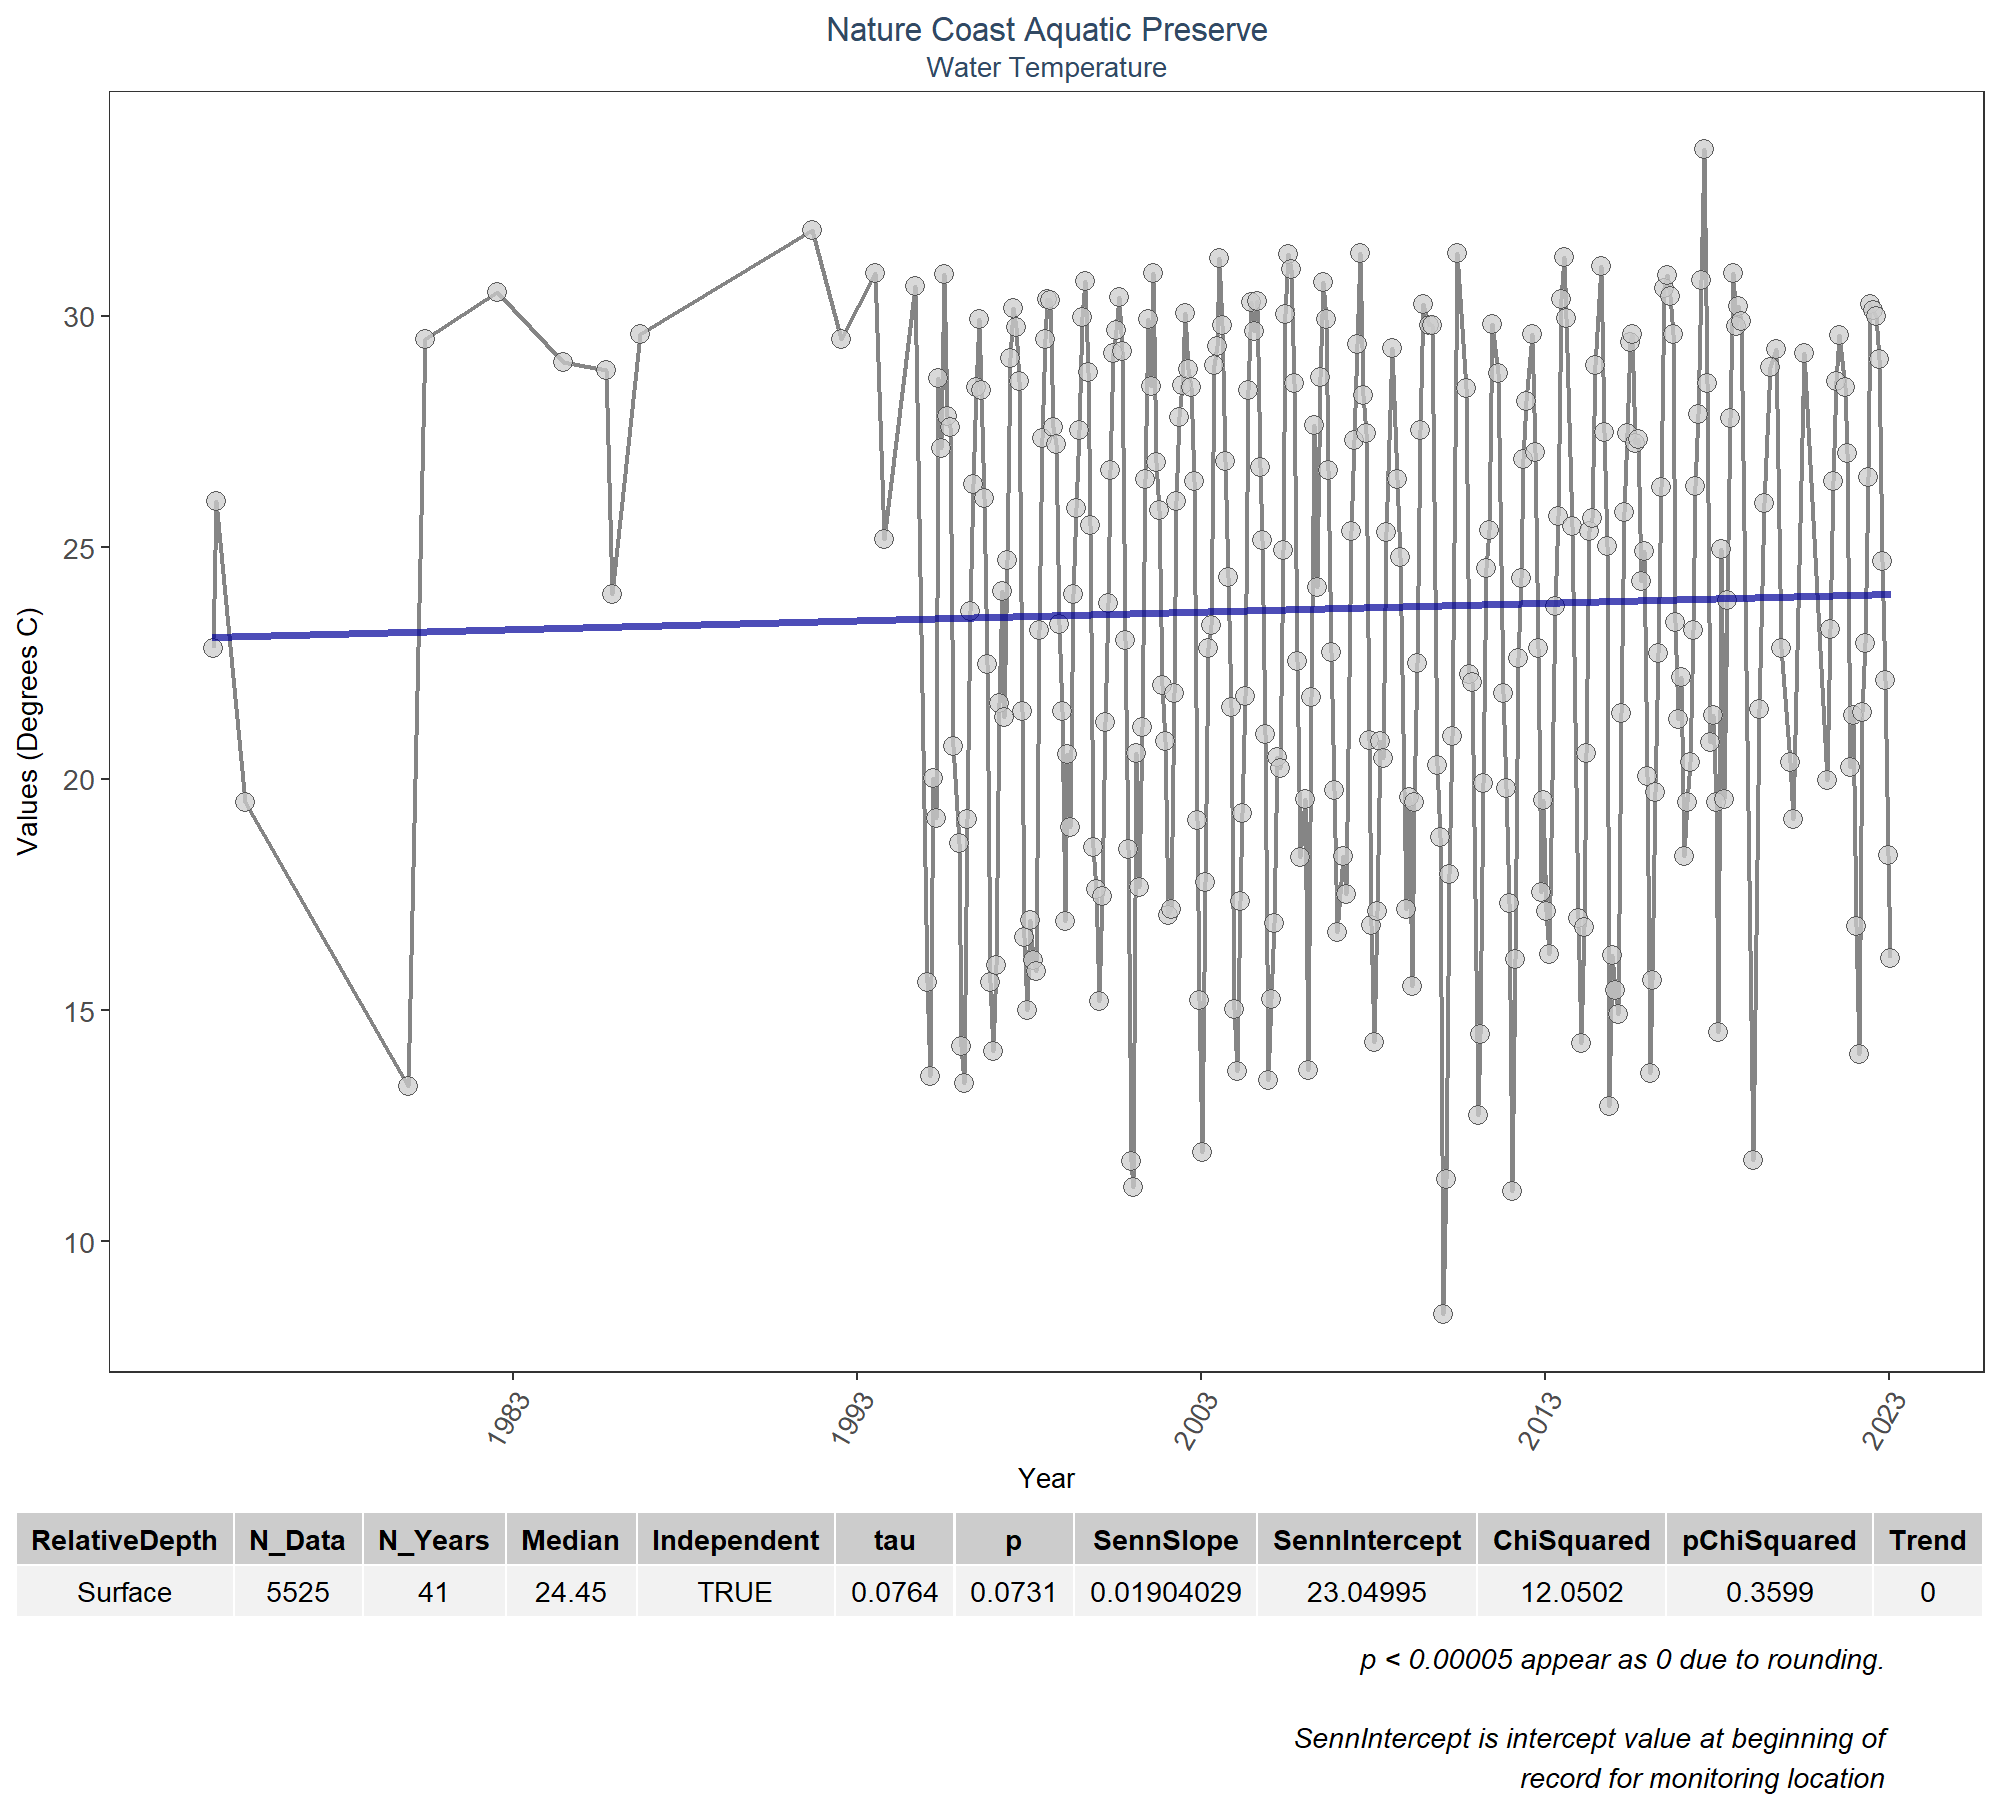 Nature Coast Aquatic Preserve
Water Temperature
Values (Degrees C)
30
25
20
15
10
1983
1993
2003
2013
2023
Year
RelativeDepth N_Data N_Years Median Independent tau p SennSlope SennIntercept ChiSquared pChiSquared Trend
Surface 5525 41 24.45 TRUE 0.0764 0.0731 0.01904029 23.04995 12.0502 0.3599 0
p < 0.00005 appear as 0 due to rounding.
SennIntercept is intercept value at beginning of
record for monitoring location